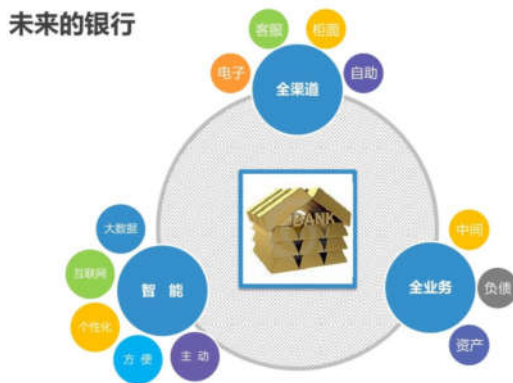 未来的银行
客服
柜面
电子
自助
全渠道
BANK
大数据
互联网
个性化
方便
主动
智 能
中间
负债
资产
全业务